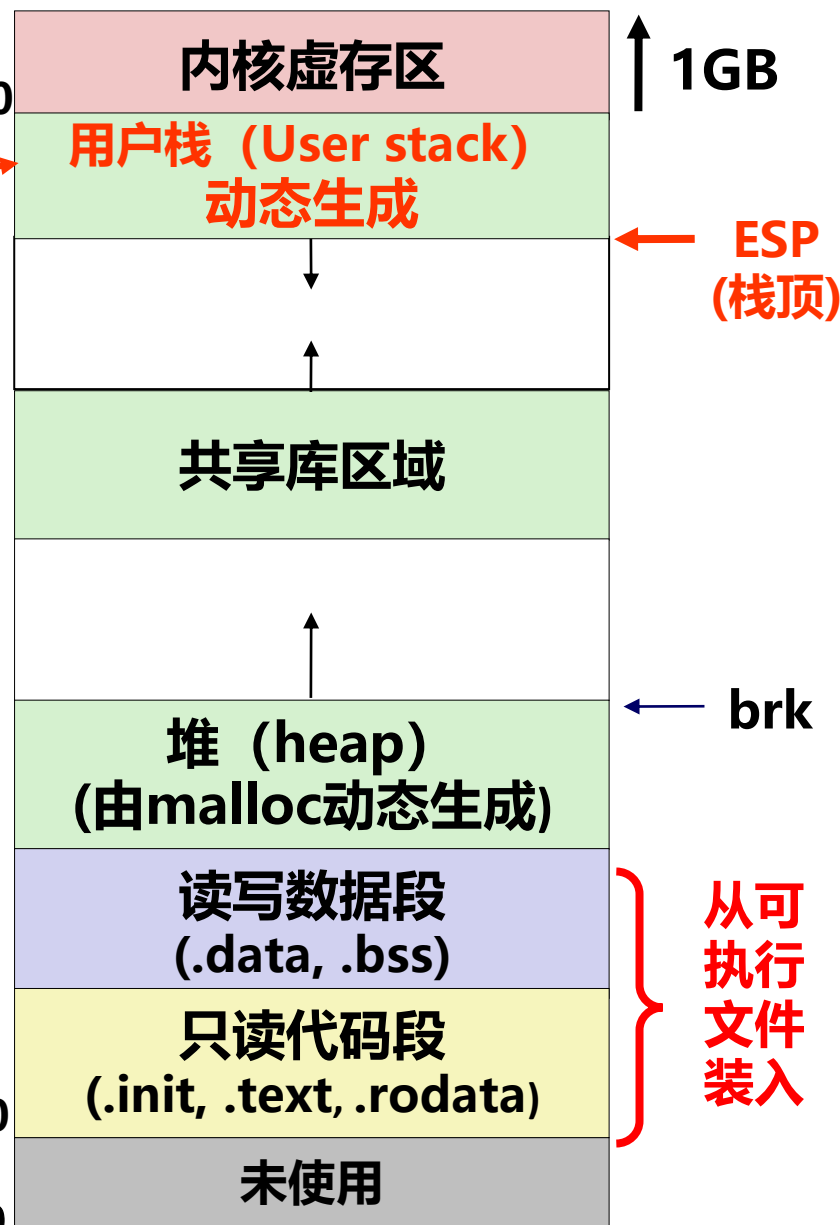 内核虚存区
1GB
0
用户�（User stack）
动态生成
ESP
(栈顶)
共享库区域
brk
堆（heap）
(由malloc动态生成)
读写数据段
(.data, .bss)
从可
执行
文件
装入
只读代码段
(.init, .text, .rodata)
0
未使用
0